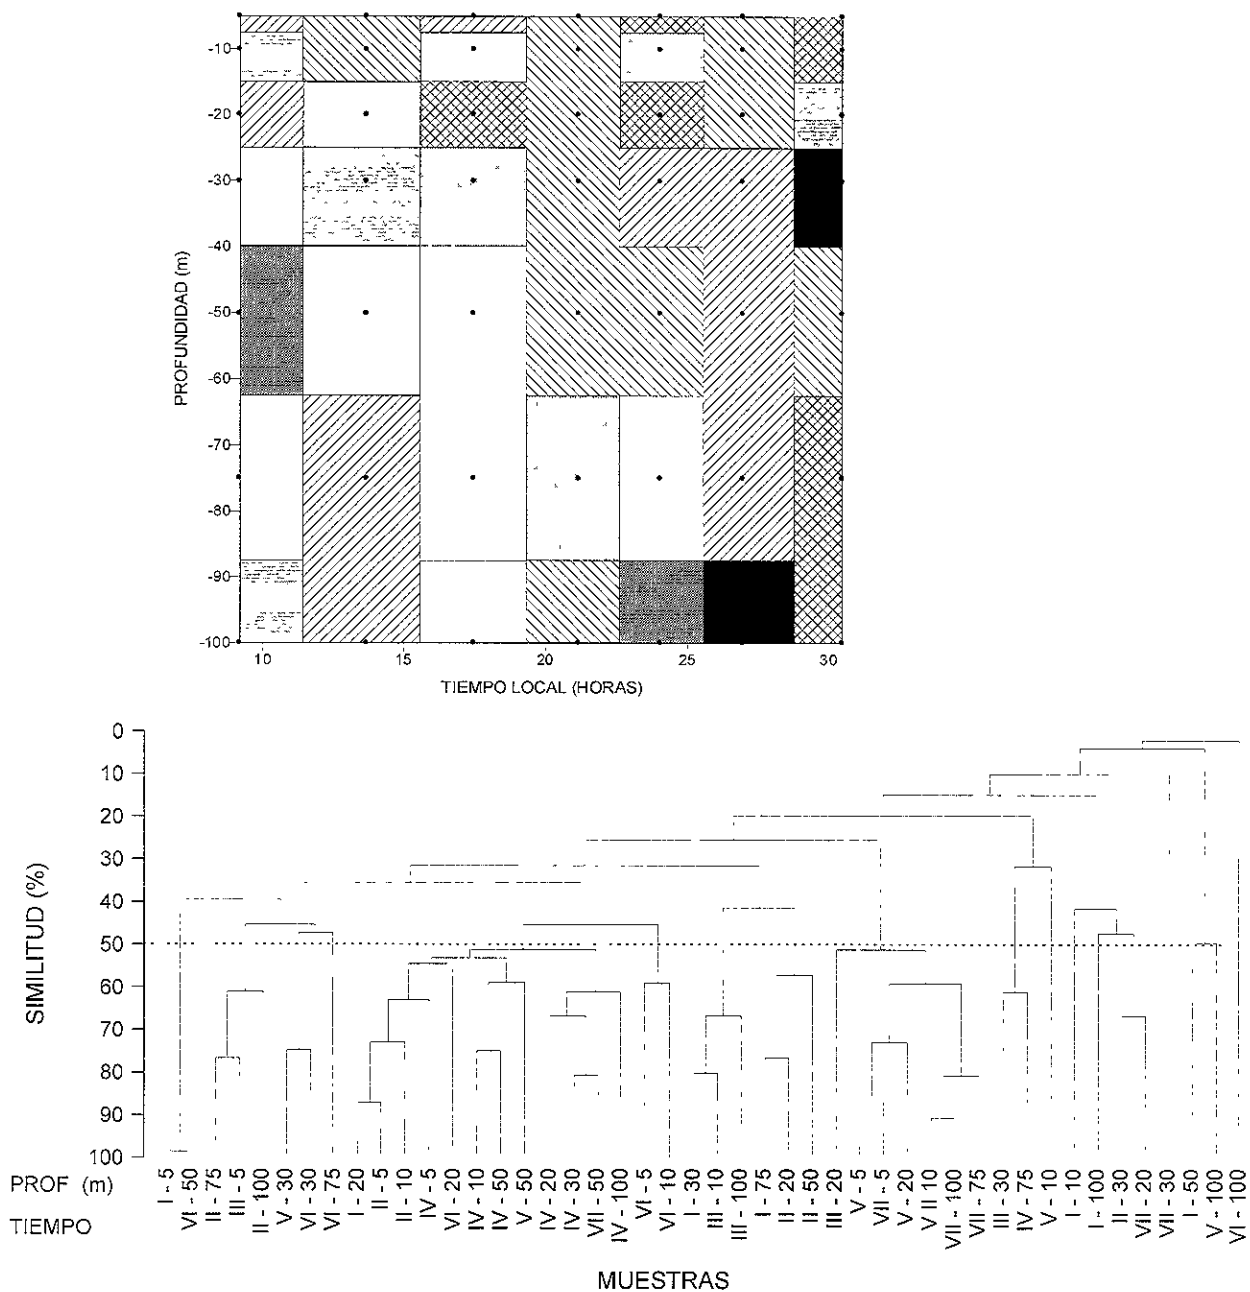 -10
-20
-30
-40
-50
-60
-70
-80
-90
-100
PROFUNDIDAD (m)
10 15 20 25 30
TIEMPO LOCAL (HORAS)
0
10
20
30
40
50
60
70
80
90
100
SIMILITUD (%)
PROF (m)
TIEMPO
I - 5
VI - 50
II - 75
III - 5
II - 100
V - 30
VI - 30
VI - 75
I - 20
II - 5
II - 10
IV - 5
VI - 20
IV - 10
IV - 50
V - 50
IV - 20
IV - 30
VII - 50
IV - 100
VI - 5
VI - 10
I - 30
III - 10
III - 100
I - 75
II - 20
III - 50
III - 20
V - 5
VII - 5
V - 20
VII 10
VII - 100
VII - 75
III - 30
IV - 75
V - 10
I - 10
I - 100
II - 30
VII - 30
I - 50
V - 100
VI - 100
MUESTRAS